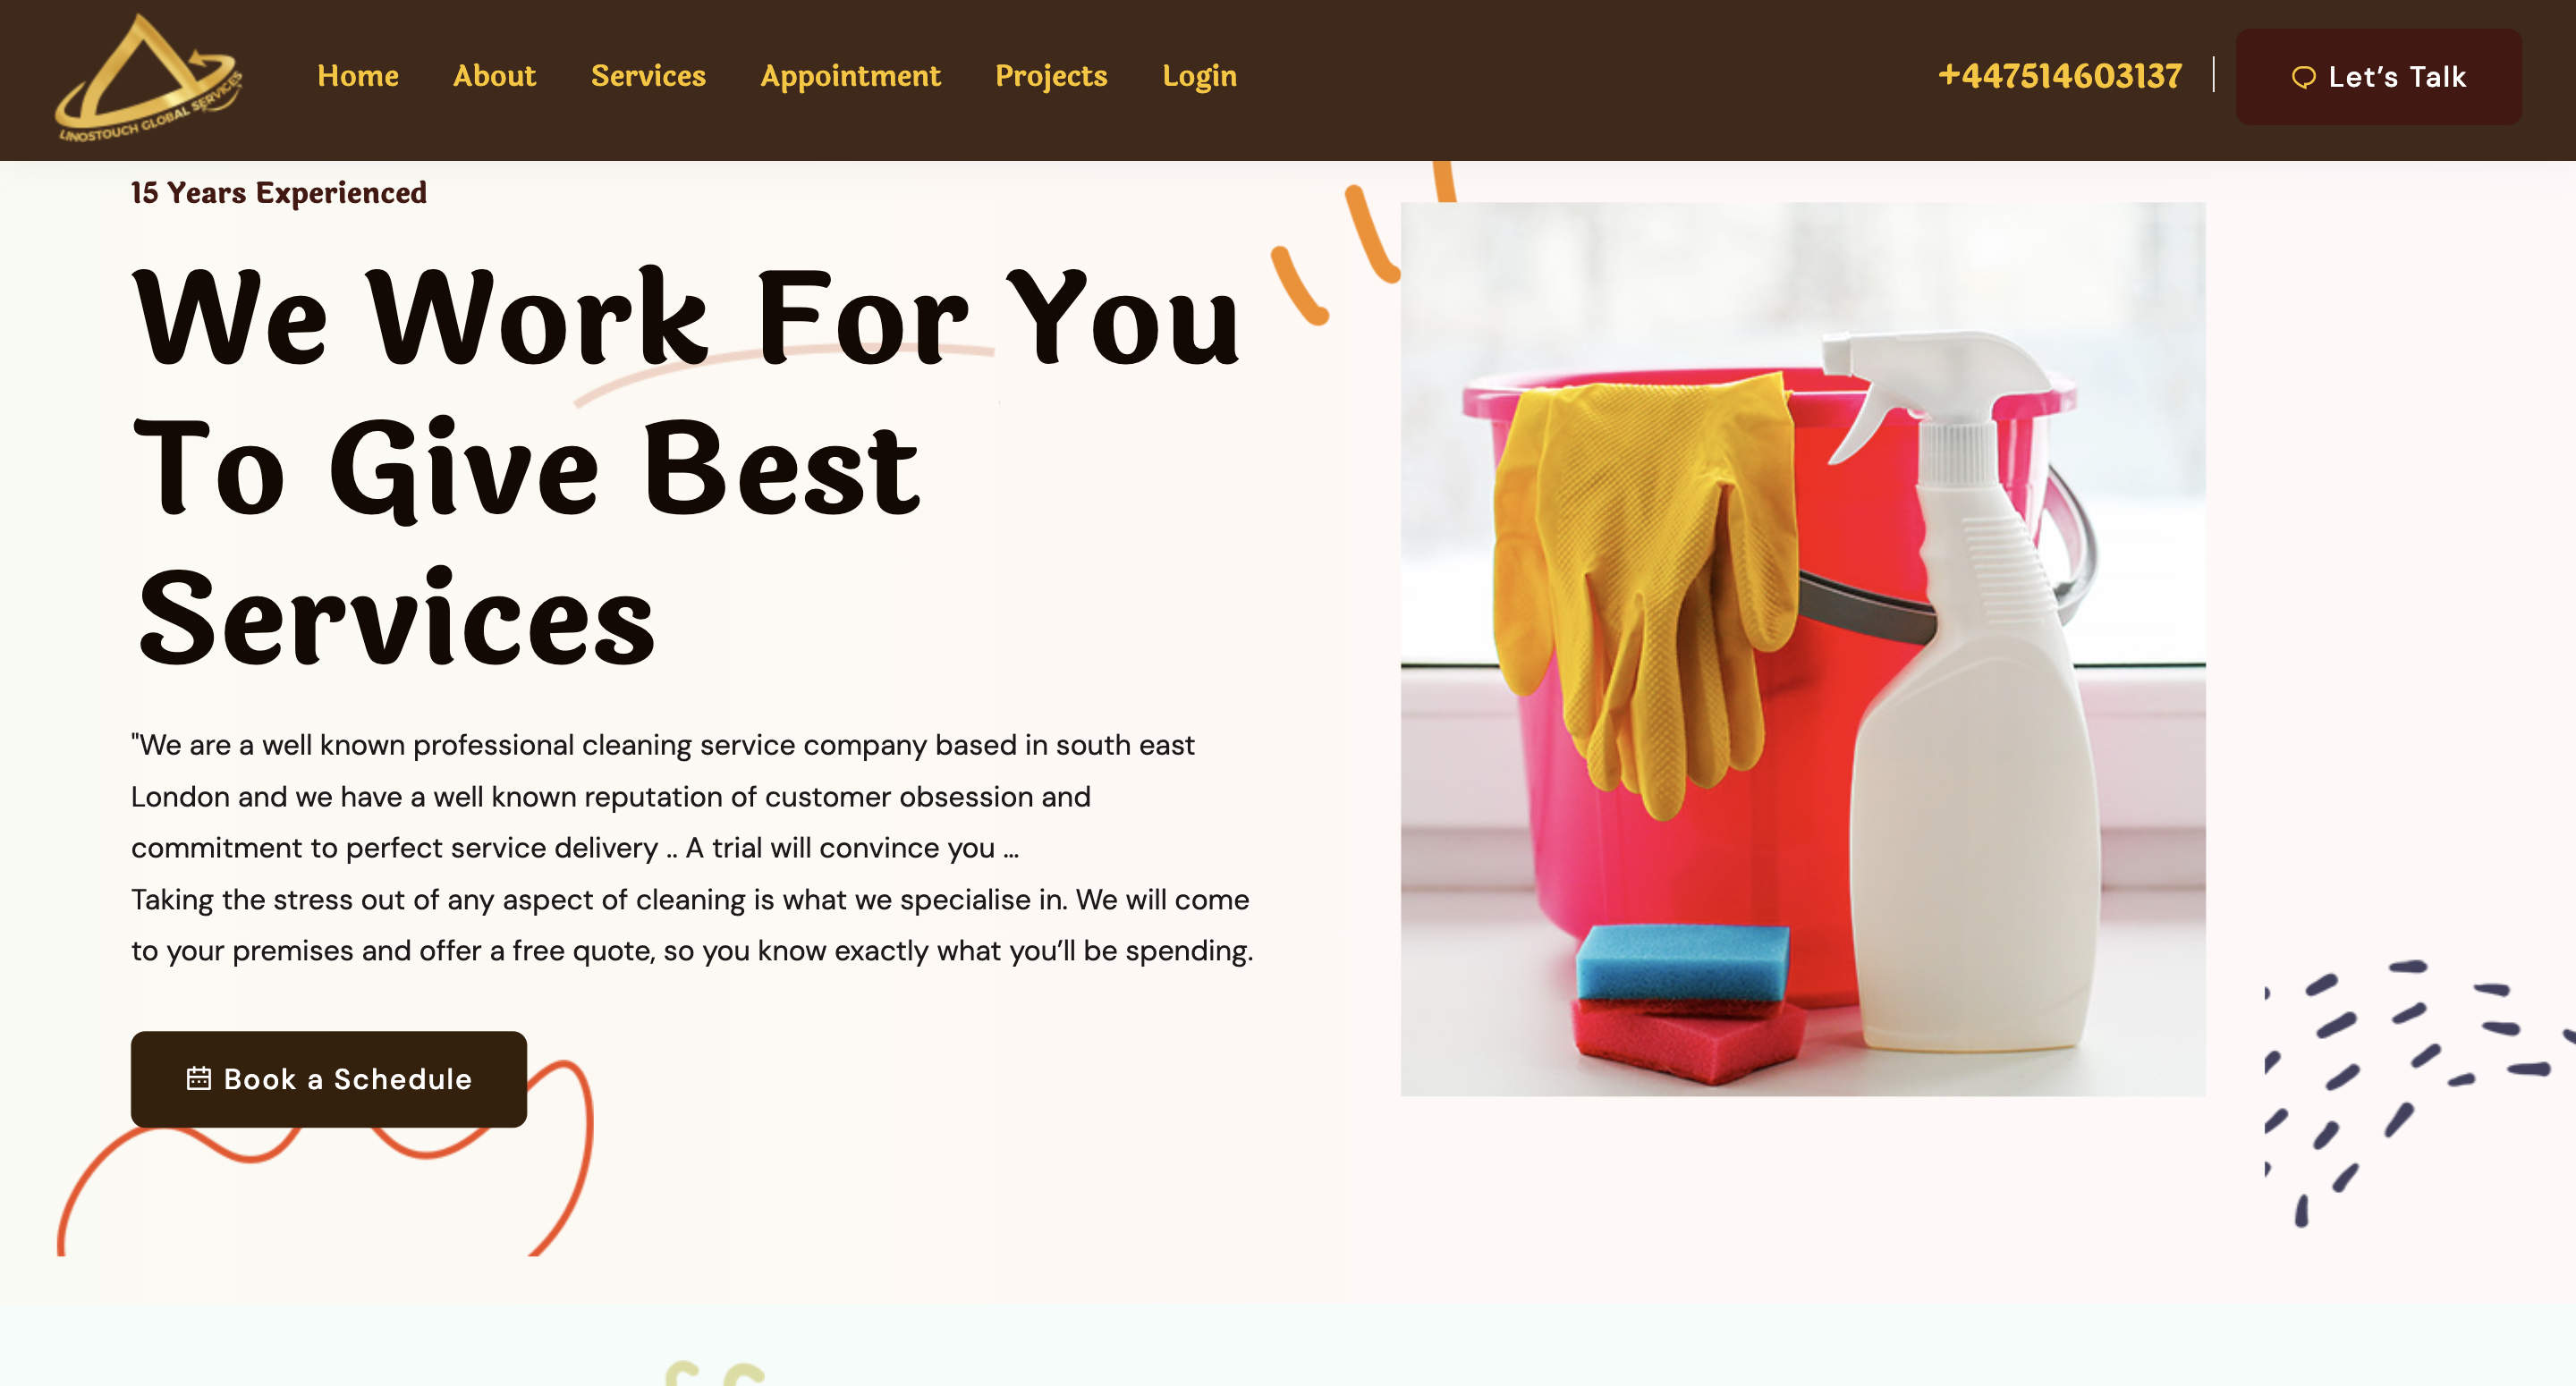 LINOSTOUCH GLOBAL SERVICES
Home About Services Appointment Projects Login
+447514603137
Let’s Talk
15 Years Experienced
We Work For You
To Give Best
Services
"We are a well known professional cleaning service company based in south east
London and we have a well known reputation of customer obsession and
commitment to perfect service delivery .. A trial will convince you ...
Taking the stress out of any aspect of cleaning is what we specialise in. We will come
to your premises and offer a free quote, so you know exactly what you’ll be spending.
Book a Schedule